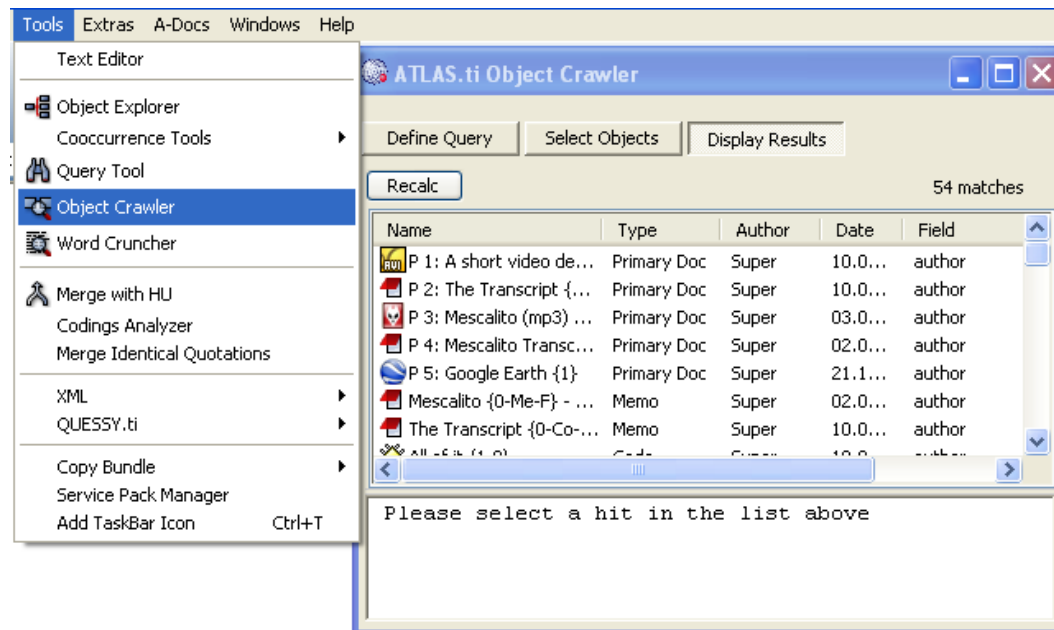 Tools Extras A-Docs Windows Help
Text Editor
Object Explorer
Cooccurrence Tools
Query Tool
Object Crawler
Word Cruncher
Merge with HU
Codings Analyzer
Merge Identical Quotations
XML
QUESSY.ti
Copy Bundle
Service Pack Manager
Add TaskBar Icon Ctrl+T
ATLAS.ti Object Crawler
Define Query Select Objects Display Results
Recalc 54 matches
Name Type Author Date Field
AVI P 1: A short video de... Primary Doc Super 10.0... author
P 2: The Transcript {... Primary Doc Super 10.0... author
P 3: Mescalito (mp3) ... Primary Doc Super 03.0... author
P 4: Mescalito Transc... Primary Doc Super 02.0... author
P 5: Google Earth {1} Primary Doc Super 21.1... author
Mescalito {0-Me-F} - ... Memo Super 02.0... author
The Transcript {0-Co-... Memo Super 10.0... author
Please select a hit in the list above